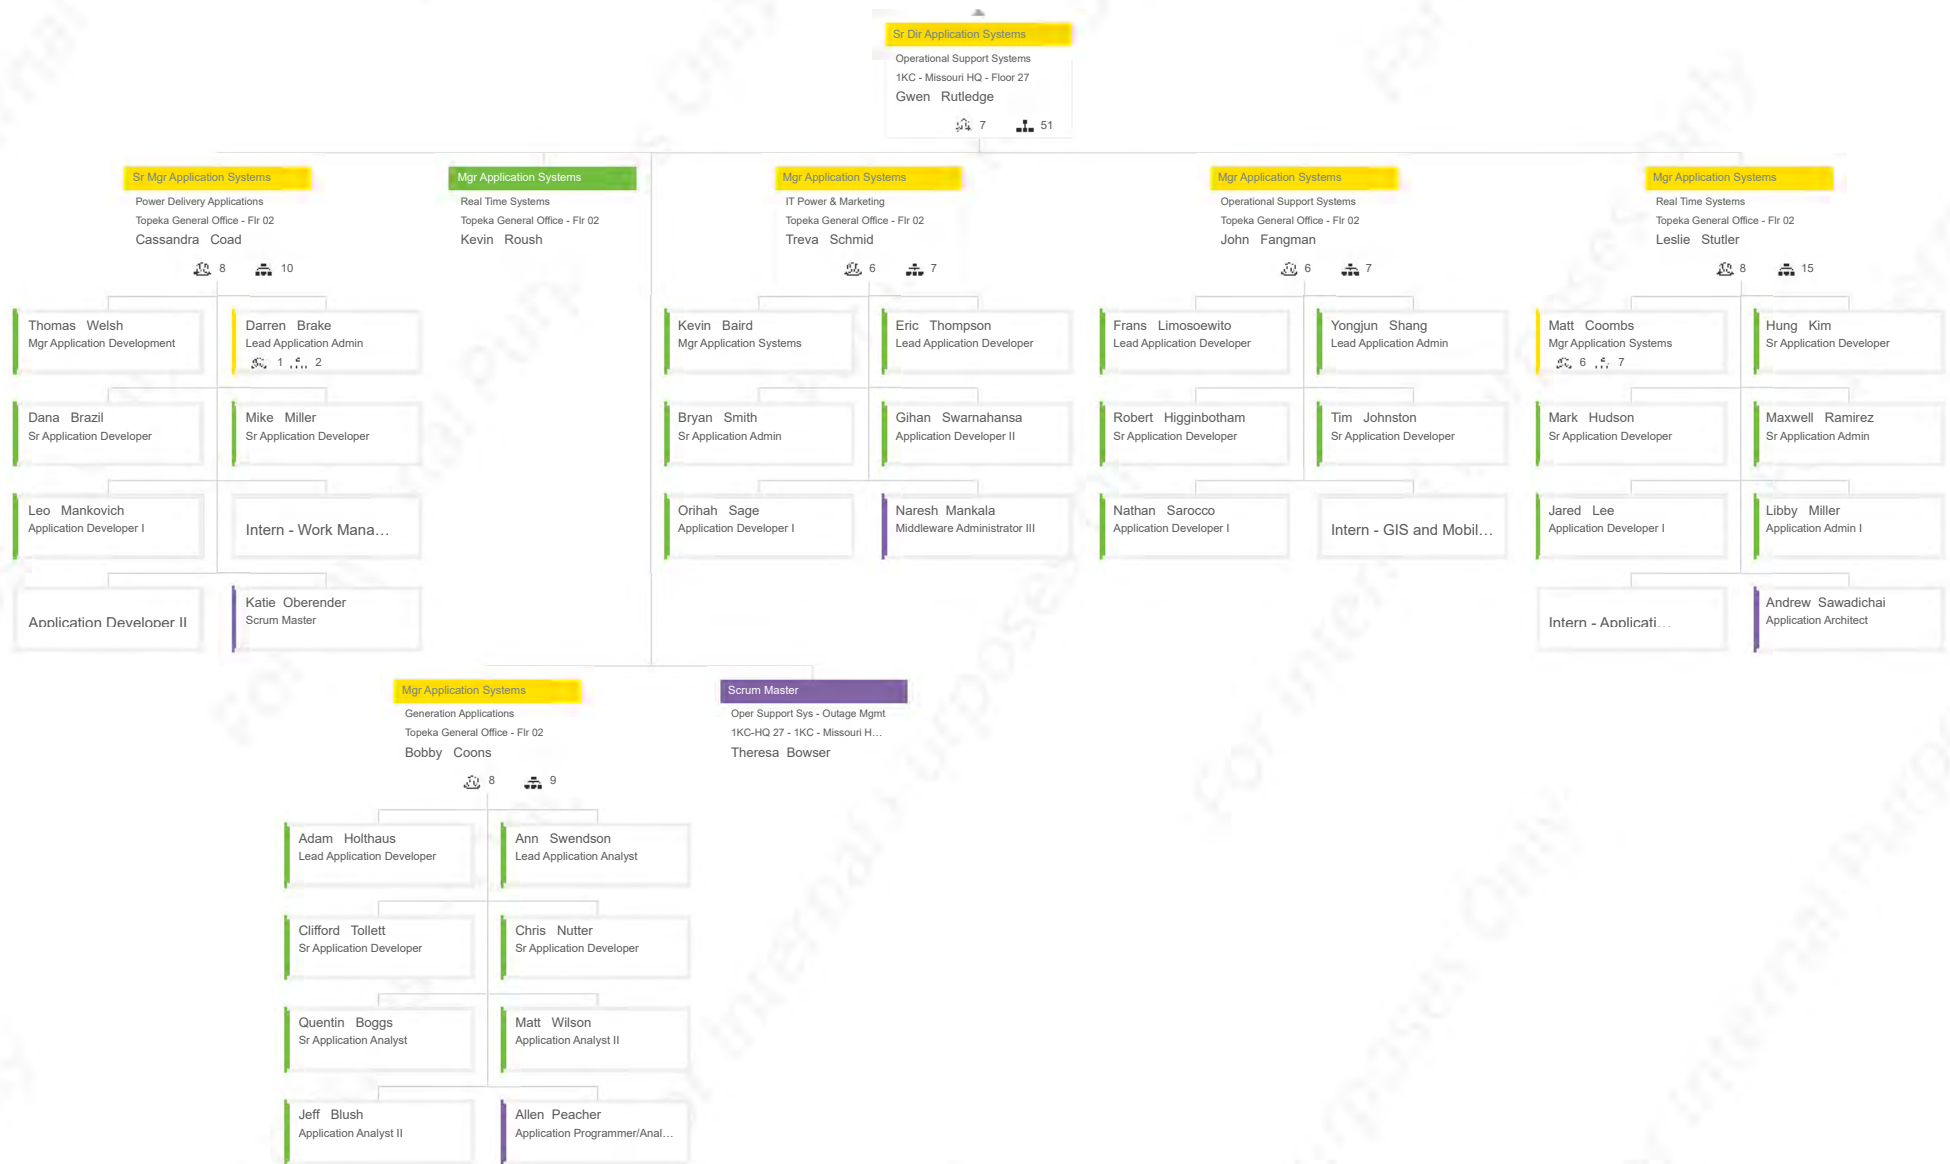 Sr Dir Application Systems
Operational Support Systems
1KC - Missouri HQ - Floor 27
Gwen Rutledge
7 51
Sr Mgr Application Systems
Power Delivery Applications
Topeka General Office - Flr 02
Cassandra Coad
8 10
Thomas Welsh
Mgr Application Development
Darren Brake
Lead Application Admin
1 2
Dana Brazil
Sr Application Developer
Mike Miller
Sr Application Developer
Leo Mankovich
Application Developer I
Intern - Work Mana…
Application Developer II
Katie Oberender
Scrum Master
Mgr Application Systems
Real Time Systems
Topeka General Office - Flr 02
Kevin Roush
Mgr Application Systems
IT Power & Marketing
Topeka General Office - Flr 02
Treva Schmid
6 7
Kevin Baird
Mgr Application Systems
Eric Thompson
Lead Application Developer
Bryan Smith
Sr Application Admin
Gihan Swarnahansa
Application Developer II
Orihah Sage
Application Developer I
Naresh Mankala
Middleware Administrator III
Mgr Application Systems
Operational Support Systems
Topeka General Office - Flr 02
John Fangman
6 7
Frans Limosoewito
Lead Application Developer
Yongjun Shang
Lead Application Admin
Robert Higginbotham
Sr Application Developer
Tim Johnston
Sr Application Developer
Nathan Sarocco
Application Developer I
Intern - GIS and Mobil…
Mgr Application Systems
Real Time Systems
Topeka General Office - Flr 02
Leslie Stutler
8 15
Matt Coombs
Mgr Application Systems
6 7
Hung Kim
Sr Application Developer
Mark Hudson
Sr Application Developer
Maxwell Ramirez
Sr Application Admin
Jared Lee
Application Developer I
Libby Miller
Application Admin I
Intern - Applicati…
Andrew Sawadichai
Application Architect
Mgr Application Systems
Generation Applications
Topeka General Office - Flr 02
Bobby Coons
8 9
Adam Holthaus
Lead Application Developer
Ann Swendson
Lead Application Analyst
Clifford Tollett
Sr Application Developer
Chris Nutter
Sr Application Developer
Quentin Boggs
Sr Application Analyst
Matt Wilson
Application Analyst II
Jeff Blush
Application Analyst II
Allen Peacher
Application Programmer/Anal…
Scrum Master
Oper Support Sys - Outage Mgmt
1KC-HQ 27 - 1KC - Missouri H…
Theresa Bowser
For Internal Purposes Only